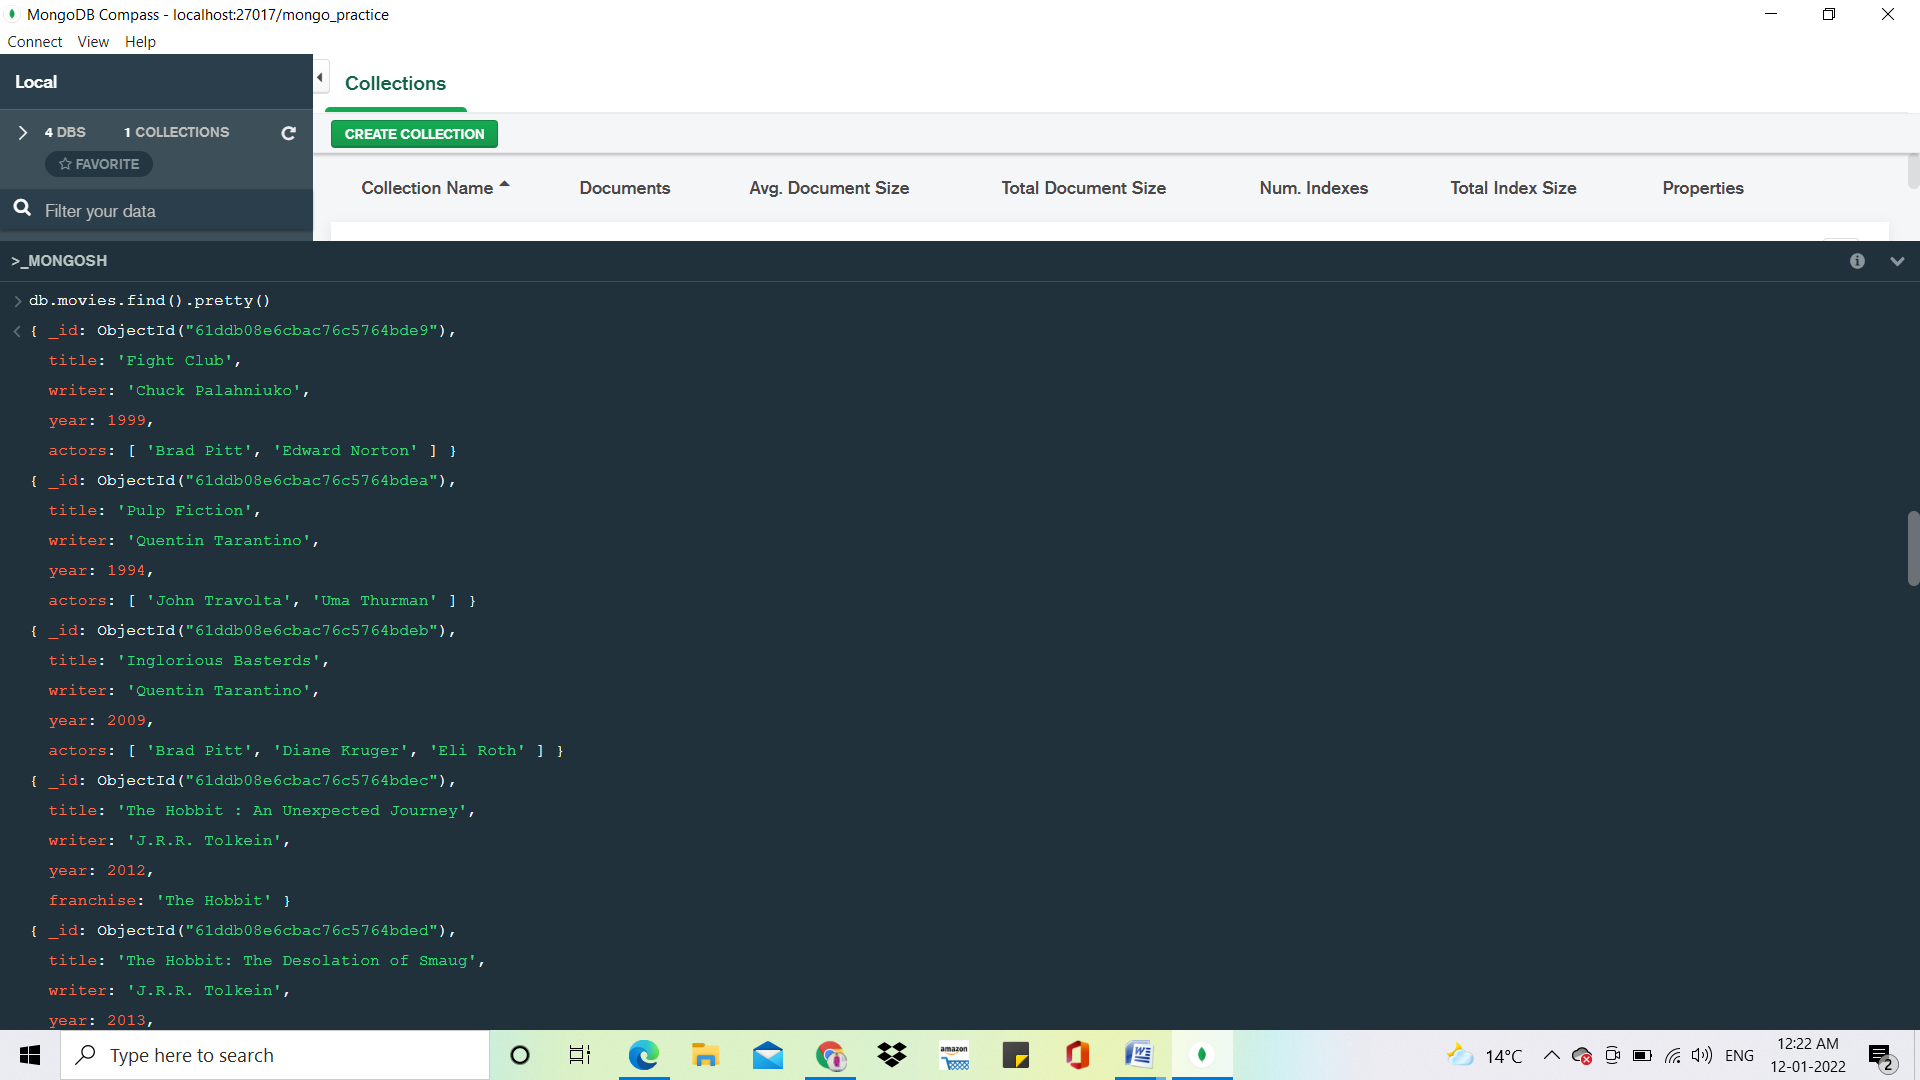 MongoDB Compass - localhost:27017/mongo_practice
Connect View Help
Local
Collections
4 DBS 1 COLLECTIONS
CREATE COLLECTION
FAVORITE
Collection Name Documents Avg. Document Size Total Document Size Num. Indexes Total Index Size Properties
Filter your data
>_MONGOSH
db.movies.find().pretty()
{ _id: ObjectId("61ddb08e6cbac76c5764bde9"),
title: 'Fight Club',
writer: 'Chuck Palahniuko',
year: 1999,
actors: [ 'Brad Pitt', 'Edward Norton' ] }
{ _id: ObjectId("61ddb08e6cbac76c5764bdea"),
title: 'Pulp Fiction',
writer: 'Quentin Tarantino',
year: 1994,
actors: [ 'John Travolta', 'Uma Thurman' ] }
{ _id: ObjectId("61ddb08e6cbac76c5764bdeb"),
title: 'Inglorious Basterds',
writer: 'Quentin Tarantino',
year: 2009,
actors: [ 'Brad Pitt', 'Diane Kruger', 'Eli Roth' ] }
{ _id: ObjectId("61ddb08e6cbac76c5764bdec"),
title: 'The Hobbit : An Unexpected Journey',
writer: 'J.R.R. Tolkein',
year: 2012,
franchise: 'The Hobbit' }
{ _id: ObjectId("61ddb08e6cbac76c5764bded"),
title: 'The Hobbit: The Desolation of Smaug',
writer: 'J.R.R. Tolkein',
year: 2013,
Type here to search
amazon
14°C
ENG
12:22 AM
12-01-2022
2